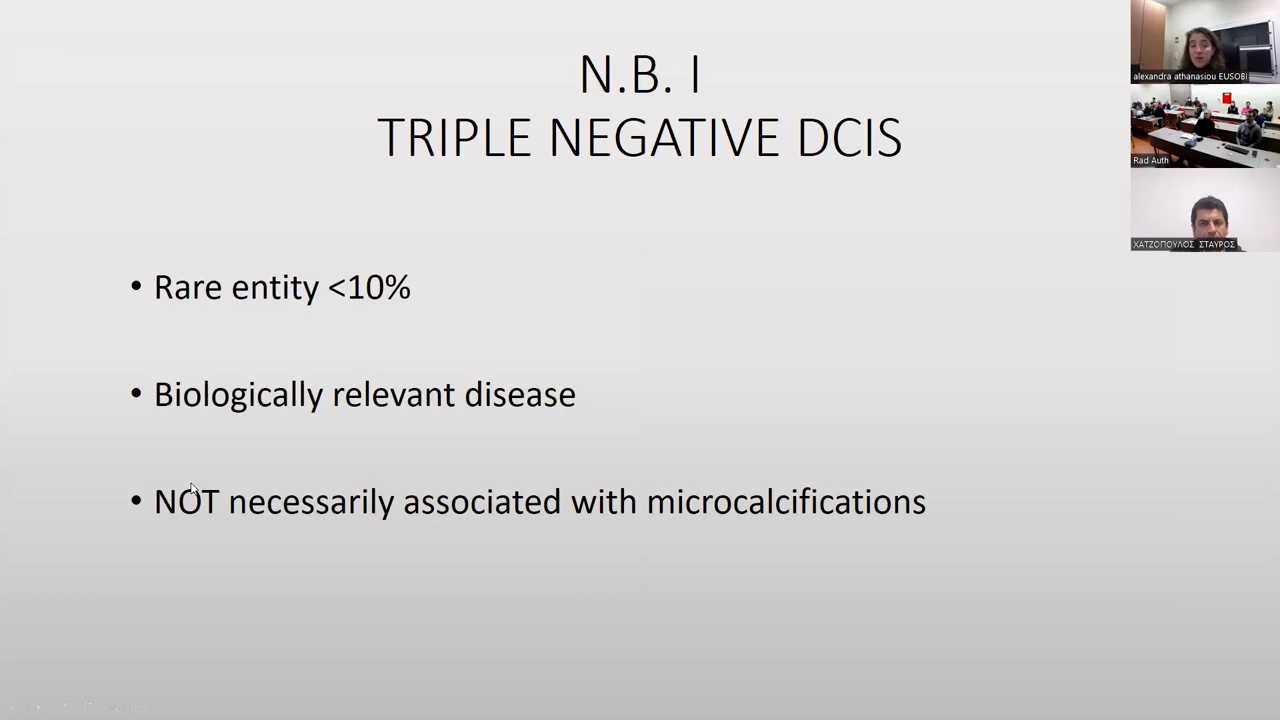 N.B. I
TRIPLE NEGATIVE DCIS
• Rare entity <10%
• Biologically relevant disease
• NOT necessarily associated with microcalcifications
alexandra athanasiou EUSOBI
Rad Auth
ΧΑΤΖΟΠΟΥΛΟΣ ΣΤΑΥΡΟΣ